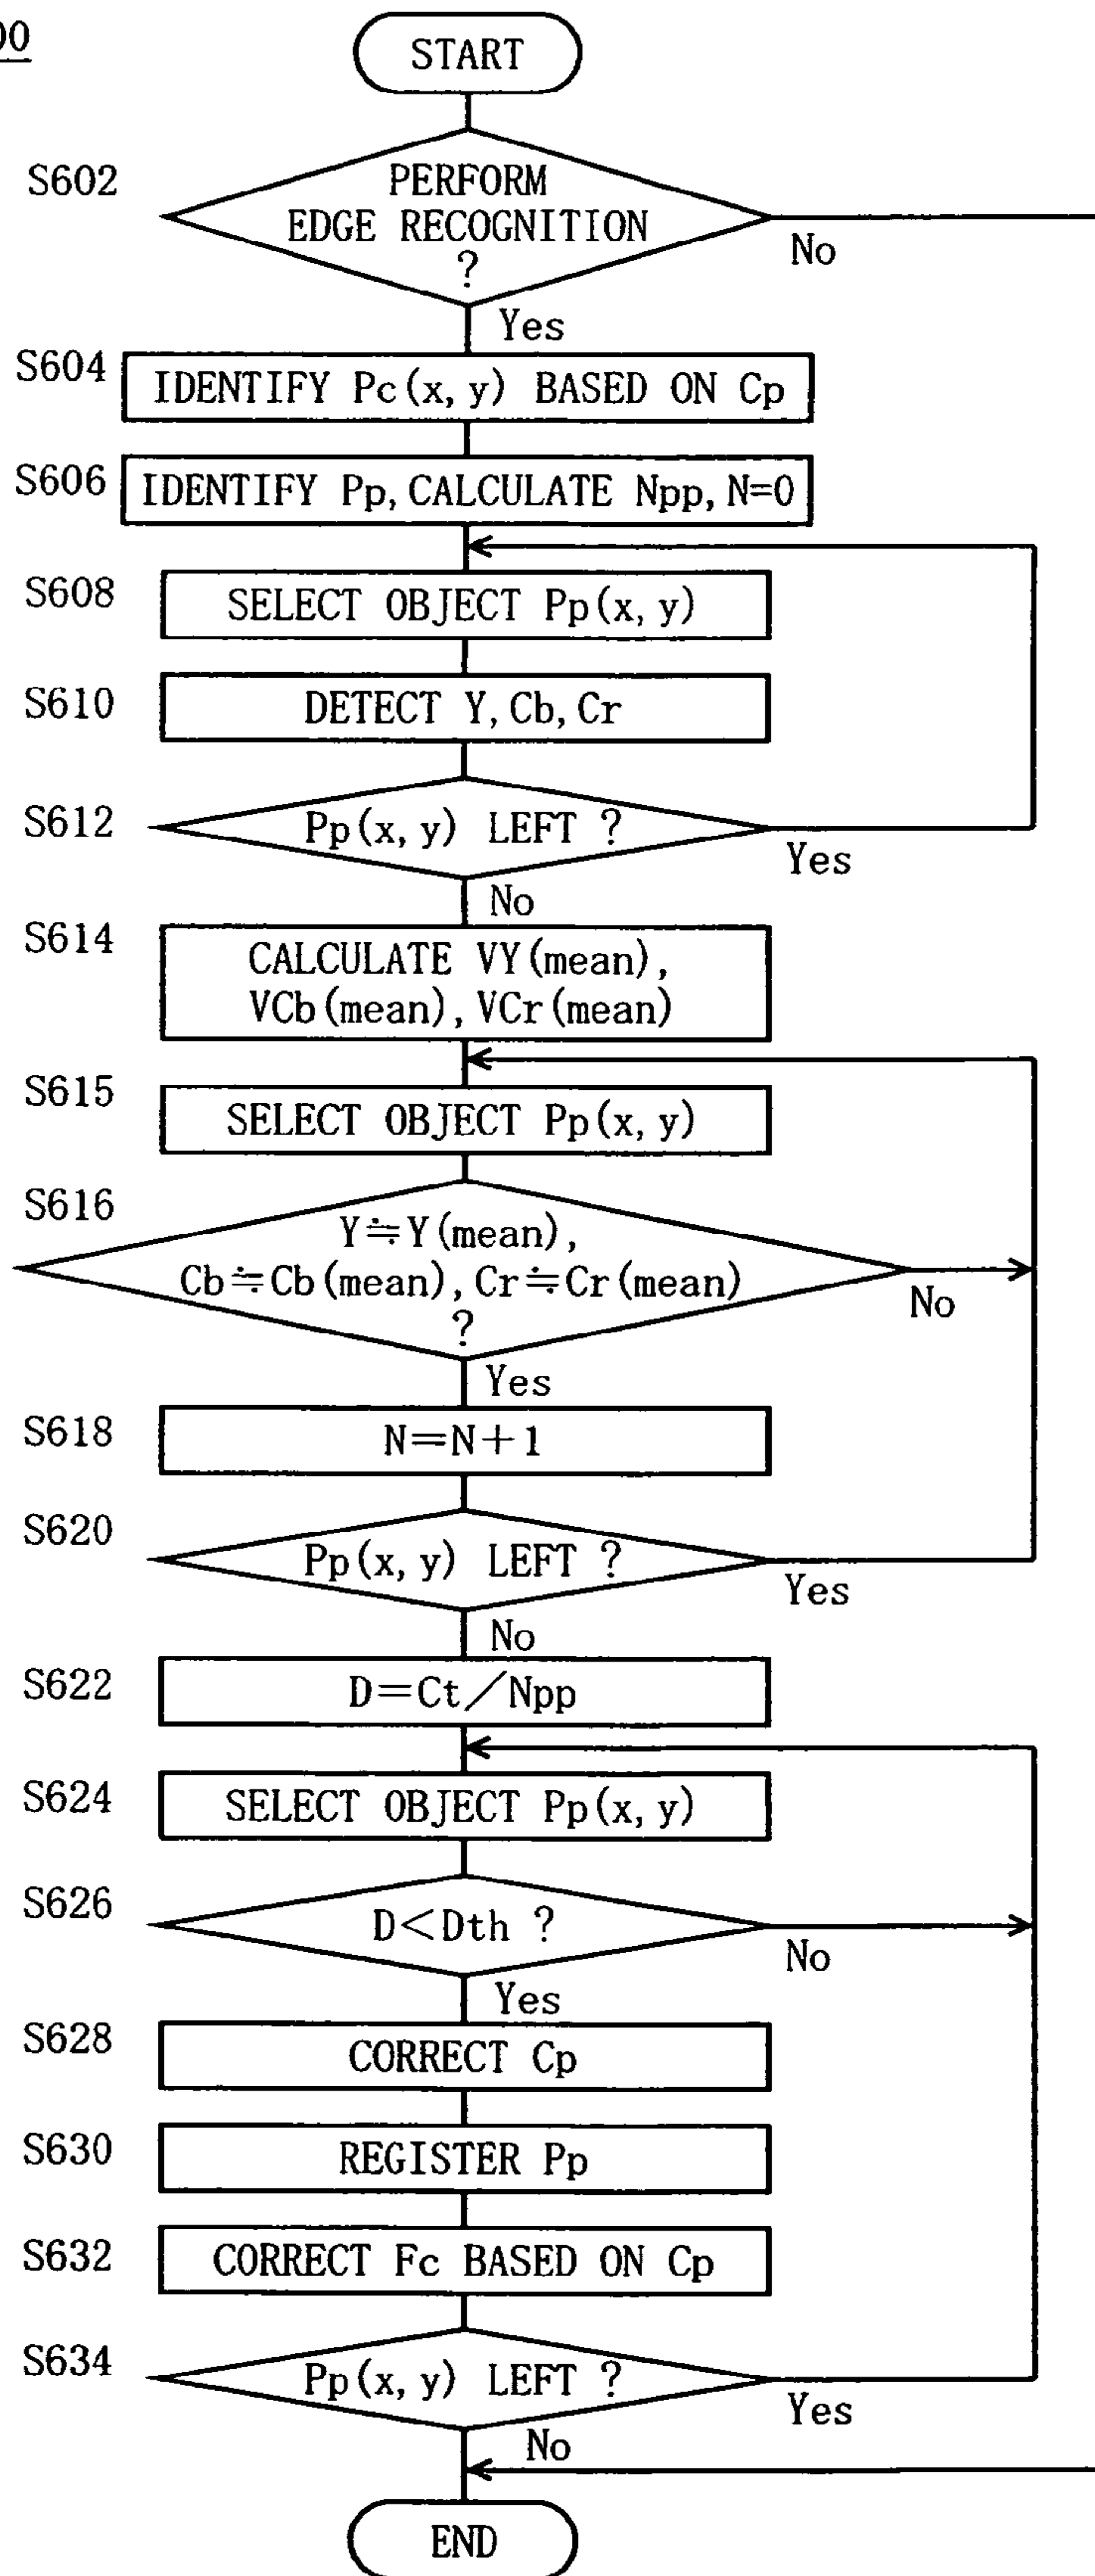 00
START
S602
PERFORM
EDGE RECOGNITION
?
No
Yes
S604
IDENTIFY Pc(x, y) BASED ON Cp
S606
IDENTIFY Pp, CALCULATE Npp, N=0
S608
SELECT OBJECT Pp(x, y)
S610
DETECT Y, Cb, Cr
S612
Pp(x, y) LEFT ?
Yes
No
S614
CALCULATE VY(mean),
VCb(mean), VCr(mean)
S615
SELECT OBJECT Pp(x, y)
S616
Y≒Y(mean),
Cb≒Cb(mean), Cr≒Cr(mean)
?
No
Yes
S618
N=N+1
S620
Pp(x, y) LEFT ?
Yes
No
S622
D=Ct/Npp
S624
SELECT OBJECT Pp(x, y)
S626
D<Dth ?
No
Yes
S628
CORRECT Cp
S630
REGISTER Pp
S632
CORRECT Fc BASED ON Cp
S634
Pp(x, y) LEFT ?
Yes
No
END